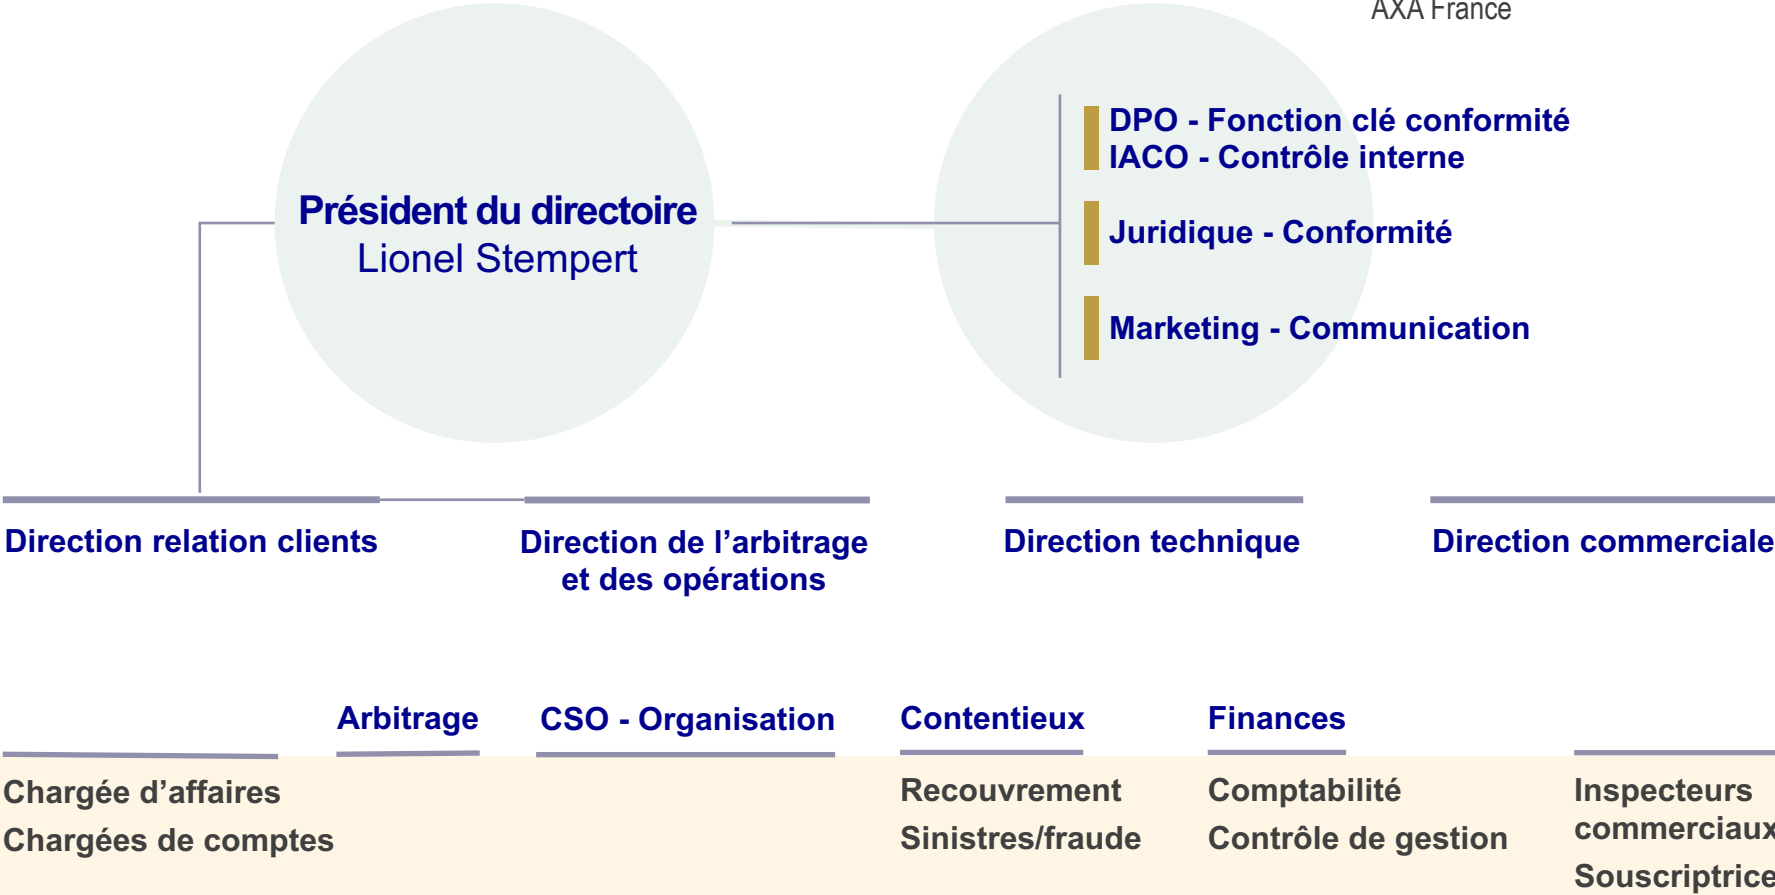 AXA France
DPO - Fonction clé conformité
IACO - Contrôle interne
Président du directoire
Lionel Stempert
Juridique - Conformité
Marketing - Communication
Direction relation clients
Direction de l’arbitrage
et des opérations
Direction technique
Direction commerciale
Arbitrage
CSO - Organisation
Contentieux
Finances
Chargée d’affaires
Chargées de comptes
Recouvrement
Sinistres/fraude
Comptabilité
Contrôle de gestion
Inspecteurs
commerciaux
Souscriptrice